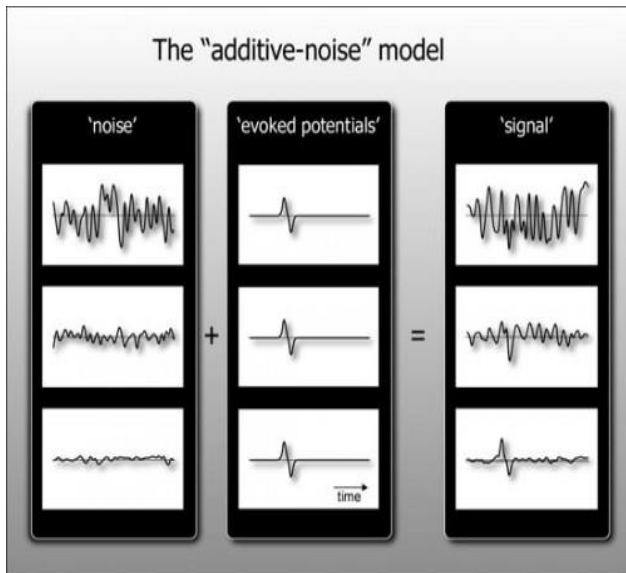 The “additive-noise” model
‘noise’
‘evoked potentials’
‘signal’
+
=
time